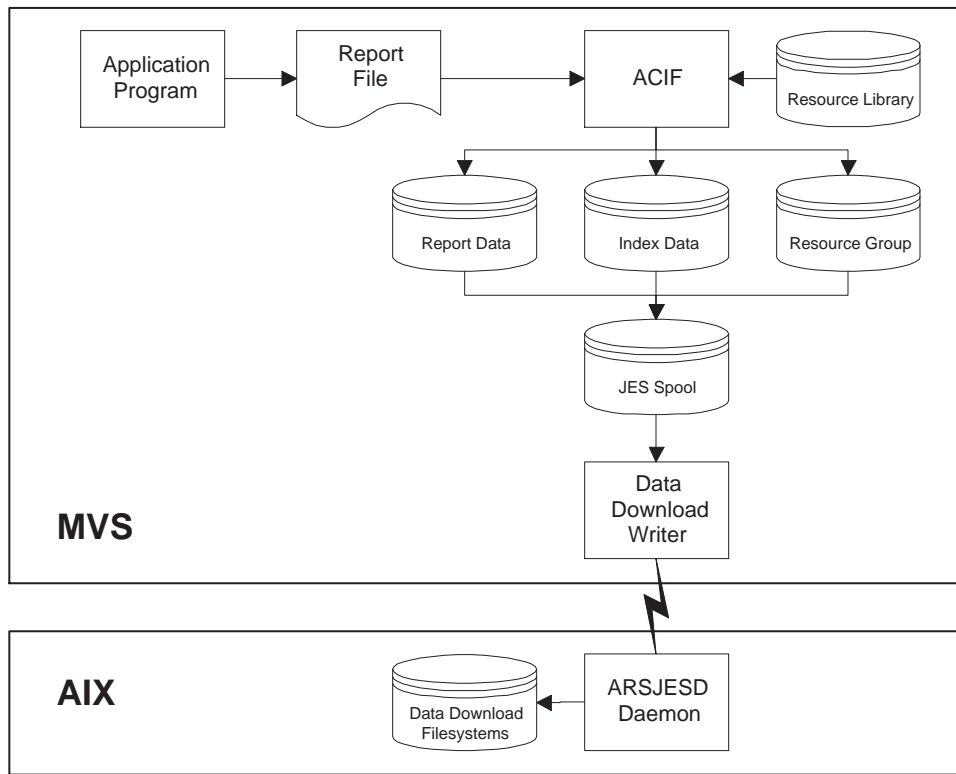 Application
Program
Report
File
ACIF
Resource Library
Report Data
Index Data
Resource Group
JES Spool
Data
Download
Writer
MVS
AIX
Data Download
Filesystems
ARSJESD
Daemon